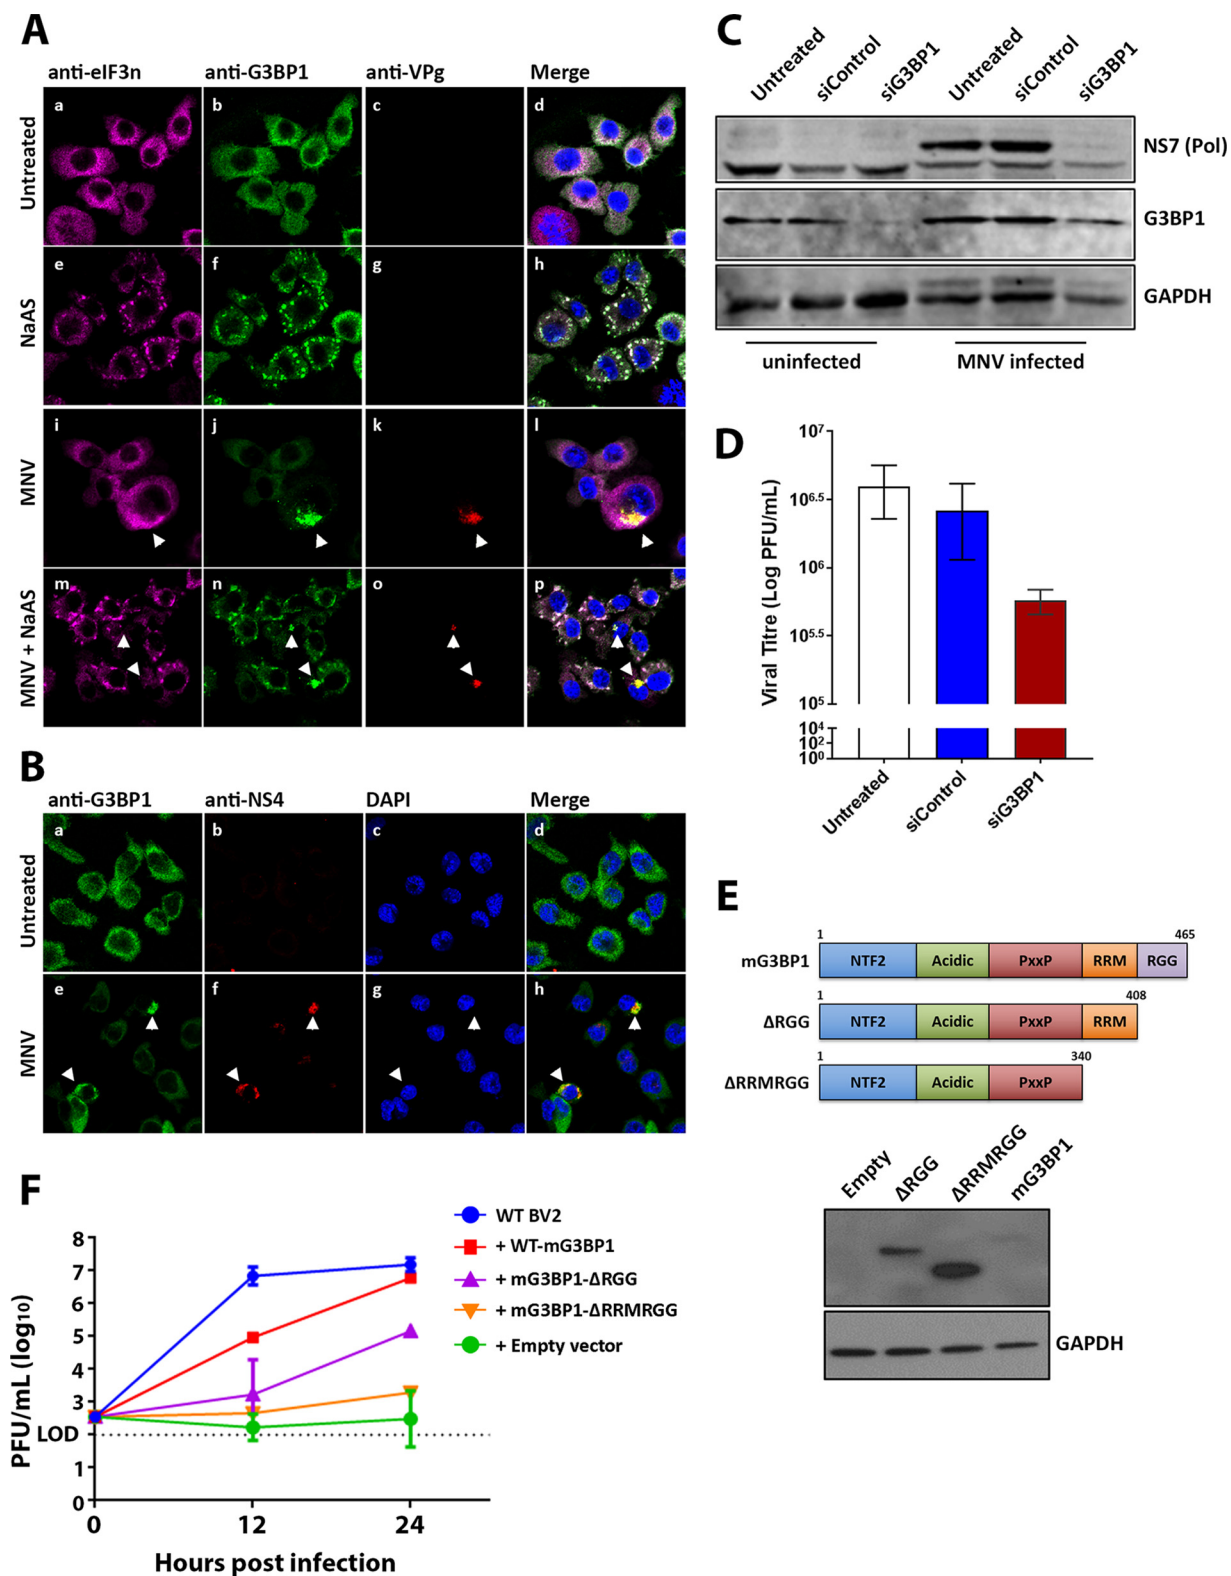 A
anti-eIF3n anti-G3BP1 anti-VPg Merge
Untreated
a b c d
NaAS
e f g h
MNV
i j k l
MNV + NaAS
m n o p
B
anti-G3BP1 anti-NS4 DAPI Merge
Untreated
a b c d
MNV
e f g h
C
Untreated siControl siG3BP1 Untreated siControl siG3BP1
NS7 (Pol)
G3BP1
GAPDH
uninfected MNV infected
D
Viral Titre (Log PFU/mL)
10⁷
10⁶·⁵
10⁶
10⁵·⁵
10⁵
10⁴
10²
10⁰
Untreated siControl siG3BP1
E
1 465
mG3BP1 NTF2 Acidic PxxP RRM RGG
1 408
ΔRGG NTF2 Acidic PxxP RRM
1 340
ΔRRMRGG NTF2 Acidic PxxP
Empty ΔRGG ΔRRMRGG mG3BP1
GAPDH
F
WT BV2
+ WT-mG3BP1
+ mG3BP1-ΔRGG
+ mG3BP1-ΔRRMRGG
+ Empty vector
PFU/mL (log₁₀)
8
7
6
5
4
3
LOD
1
0
0 12 24
Hours post infection